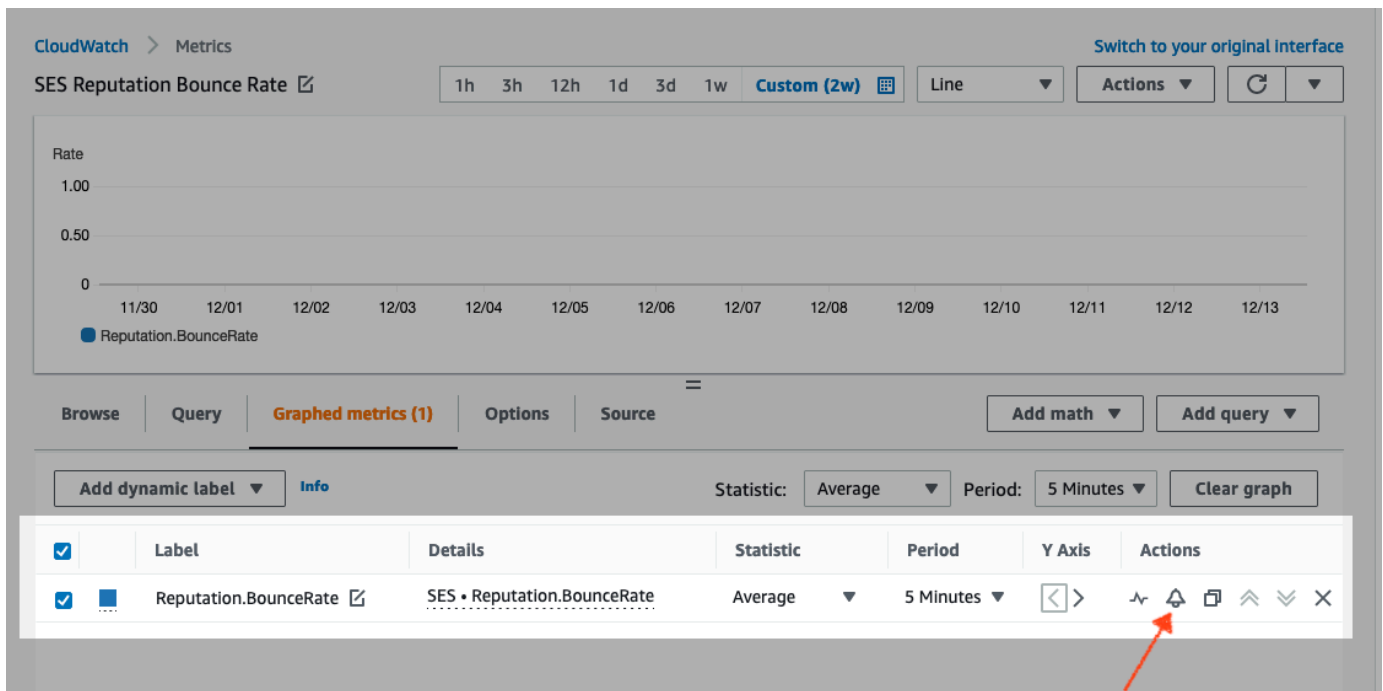 CloudWatch > Metrics
Switch to your original interface
SES Reputation Bounce Rate
1h 3h 12h 1d 3d 1w Custom (2w)
Line
Actions
Rate
1.00
0.50
0
11/30 12/01 12/02 12/03 12/04 12/05 12/06 12/07 12/08 12/09 12/10 12/11 12/12 12/13
Reputation.BounceRate
Browse Query Graphed metrics (1) Options Source Add math Add query
Add dynamic label Info Statistic: Average Period: 5 Minutes Clear graph
Label Details Statistic Period Y Axis Actions
Reputation.BounceRate SES • Reputation.BounceRate Average 5 Minutes